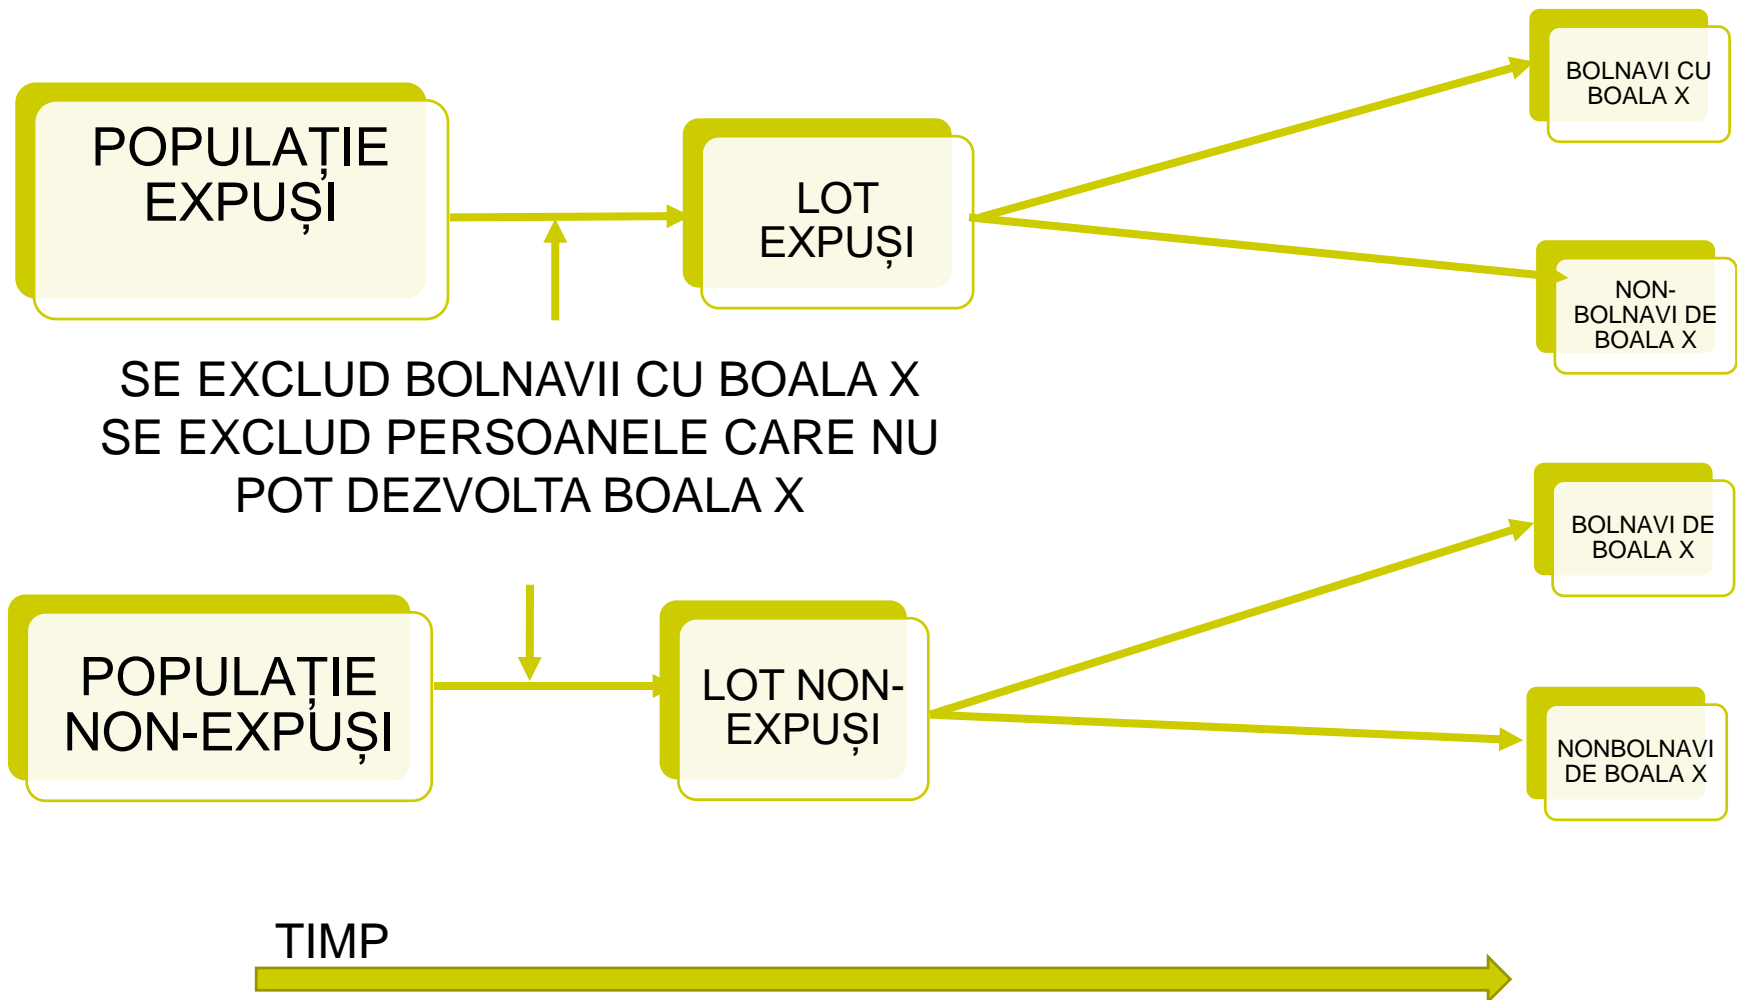 POPULAȚIE
EXPUȘI
LOT
EXPUȘI
BOLNAVI CU
BOALA X
NON-
BOLNAVI DE
BOALA X
SE EXCLUD BOLNAVII CU BOALA X
SE EXCLUD PERSOANELE CARE NU
POT DEZVOLTA BOALA X
POPULAȚIE
NON-EXPUȘI
LOT NON-
EXPUȘI
BOLNAVI DE
BOALA X
NONBOLNAVI
DE BOALA X
TIMP